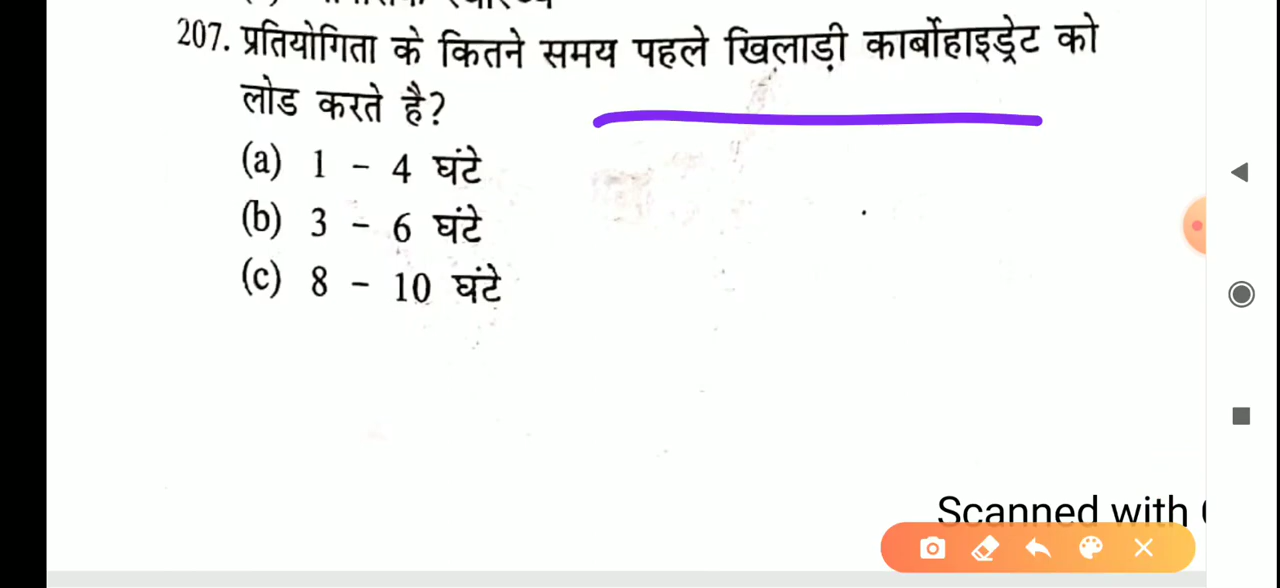 207. प्रतियोगिता के कितने समय पहले खिलाड़ी कार्बोहाइड्रेट को
लोड करते है?
(a) 1 - 4 घंटे
(b) 3 - 6 घंटे
(c) 8 - 10 घंटे
Scanned with